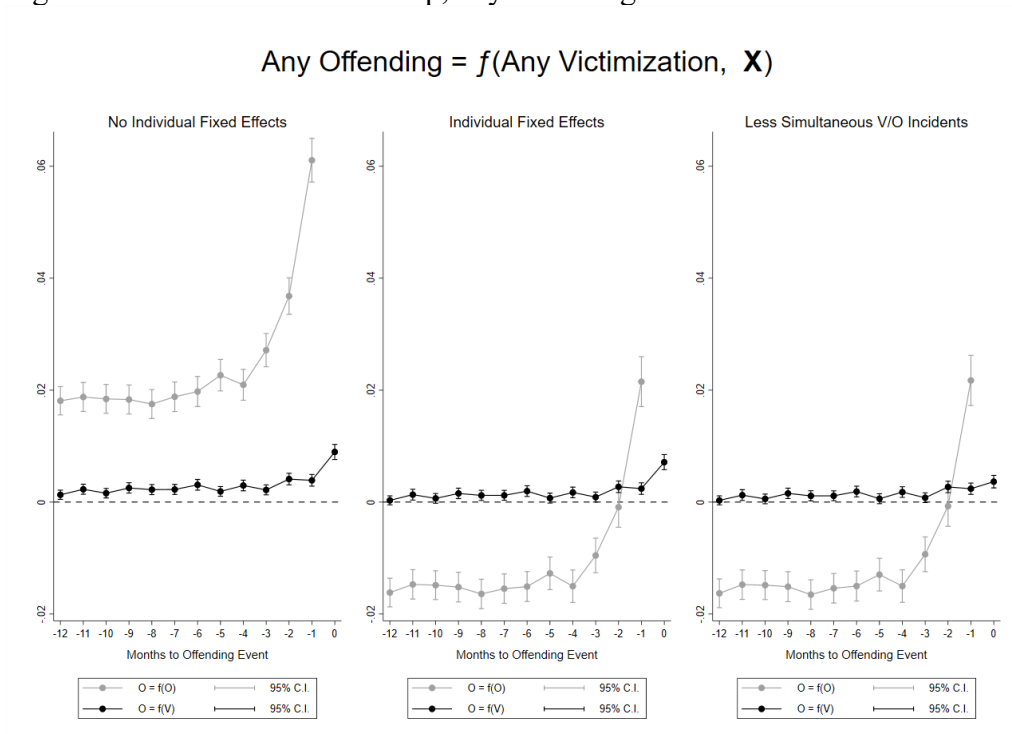 Any Offending = f(Any Victimization, X)
No Individual Fixed Effects
Individual Fixed Effects
Less Simultaneous V/O Incidents
.06
.04
.02
0
-.02
-12 -11 -10 -9 -8 -7 -6 -5 -4 -3 -2 -1 0
Months to Offending Event
O = f(O) 95% C.I.
O = f(V) 95% C.I.
.06
.04
.02
0
-.02
-12 -11 -10 -9 -8 -7 -6 -5 -4 -3 -2 -1 0
Months to Offending Event
O = f(O) 95% C.I.
O = f(V) 95% C.I.
.06
.04
.02
0
-.02
-12 -11 -10 -9 -8 -7 -6 -5 -4 -3 -2 -1 0
Months to Offending Event
O = f(O) 95% C.I.
O = f(V) 95% C.I.